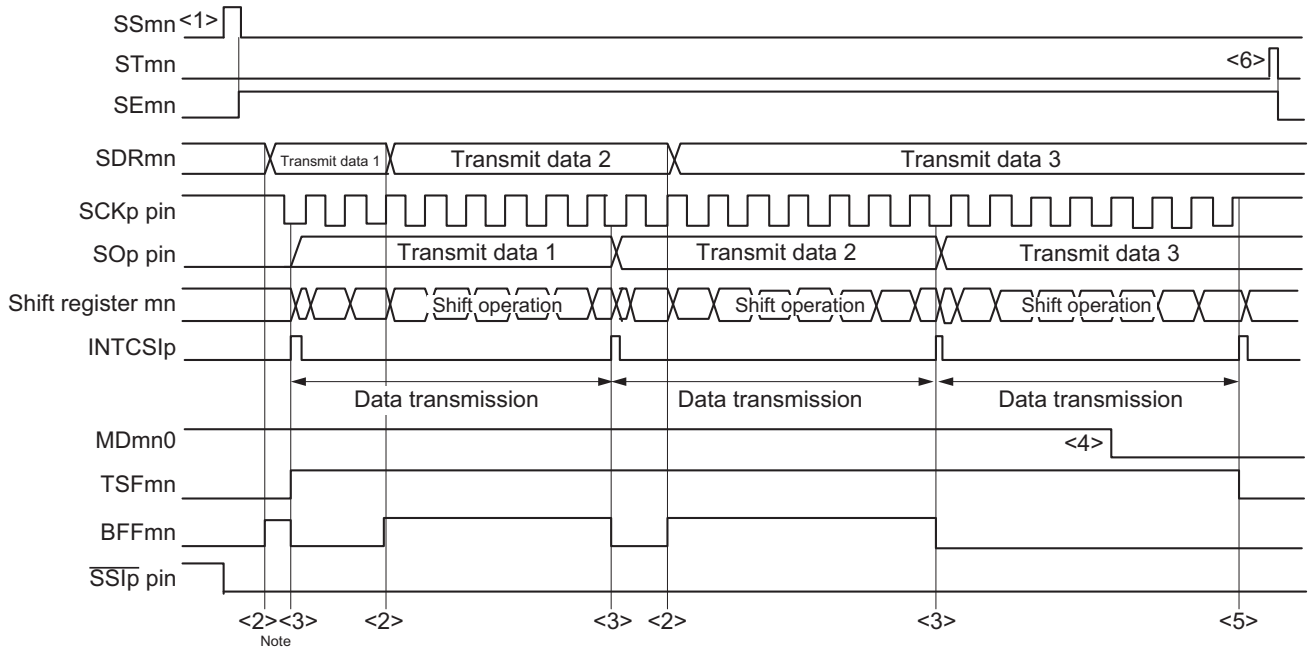 SSmn <1>
STmn <6>
SEmn
SDRmn Transmit data 1 Transmit data 2 Transmit data 3
SCKp pin
SOp pin Transmit data 1 Transmit data 2 Transmit data 3
Shift register mn Shift operation Shift operation Shift operation
INTCSIp
Data transmission Data transmission Data transmission
MDmn0 <4>
TSFmn
BFFmn
SSIp pin
<2> <3> <2> <3> <2> <3> <5>
Note